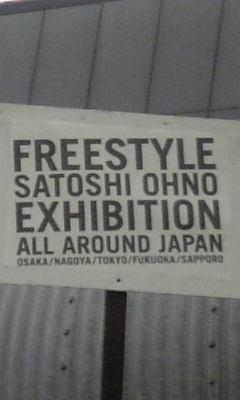 FREESTYLE
SATOSHI OHNO
EXHIBITION
ALL AROUND JAPAN
OSAKA/NAGOYA/TOKYO/FUKUOKA/SAPPORO